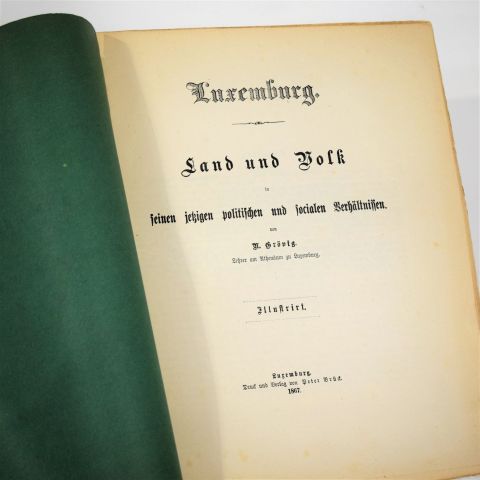 Luxemburg.
Land und Volk
in
seinen jetzigen politischen und socialen Verhältnissen.
von
N. Grövig.
Lehrer am Athenäum zu Luxemburg.
Illustrirt.
Luxemburg.
Druck und Verlag von Peter Brück.
1867.